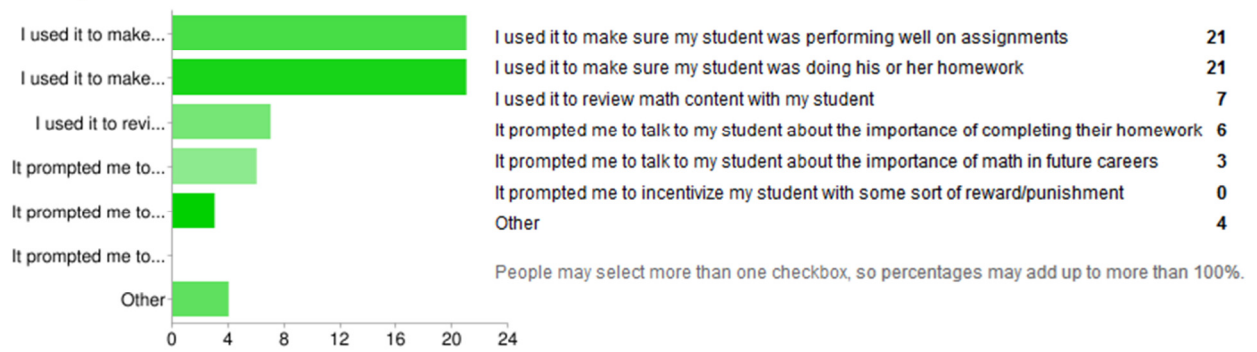 I used it to make...
I used it to make...
I used it to revi...
It prompted me to...
It prompted me to...
It prompted me to...
Other
0 4 8 12 16 20 24
I used it to make sure my student was performing well on assignments 21
I used it to make sure my student was doing his or her homework 21
I used it to review math content with my student 7
It prompted me to talk to my student about the importance of completing their homework 6
It prompted me to talk to my student about the importance of math in future careers 3
It prompted me to incentivize my student with some sort of reward/punishment 0
Other 4
People may select more than one checkbox, so percentages may add up to more than 100%.